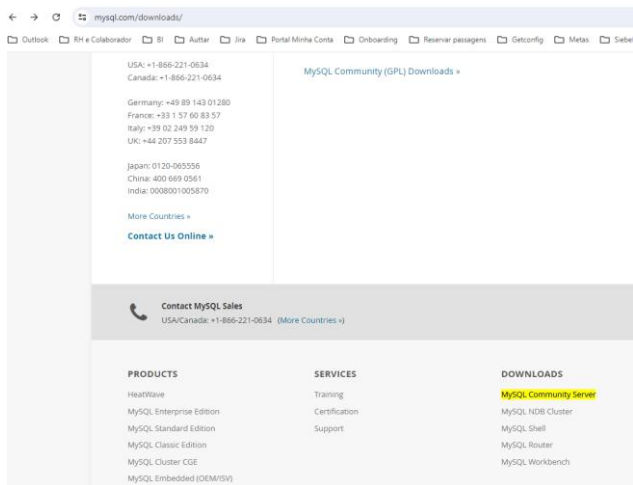 mysql.com/downloads/
Outlook RH e Colaborador BI Auttar Jira Portal Minha Conta Onboarding Reservar passagens Getconfig Metas Siebel
USA: +1-866-221-0634
Canada: +1-866-221-0634
MySQL Community (GPL) Downloads »
Germany: +49 89 143 01280
France: +33 1 57 60 83 57
Italy: +39 02 249 59 120
UK: +44 207 553 8447
Japan: 0120-065556
China: 400 669 0561
India: 0008001005870
More Countries »
Contact Us Online »
Contact MySQL Sales
USA/Canada: +1-866-221-0634 (More Countries »)
PRODUCTS
HeatWave
MySQL Enterprise Edition
MySQL Standard Edition
MySQL Classic Edition
MySQL Cluster CGE
MySQL Embedded (OEM/ISV)
SERVICES
Training
Certification
Support
DOWNLOADS
MySQL Community Server
MySQL NDB Cluster
MySQL Shell
MySQL Router
MySQL Workbench